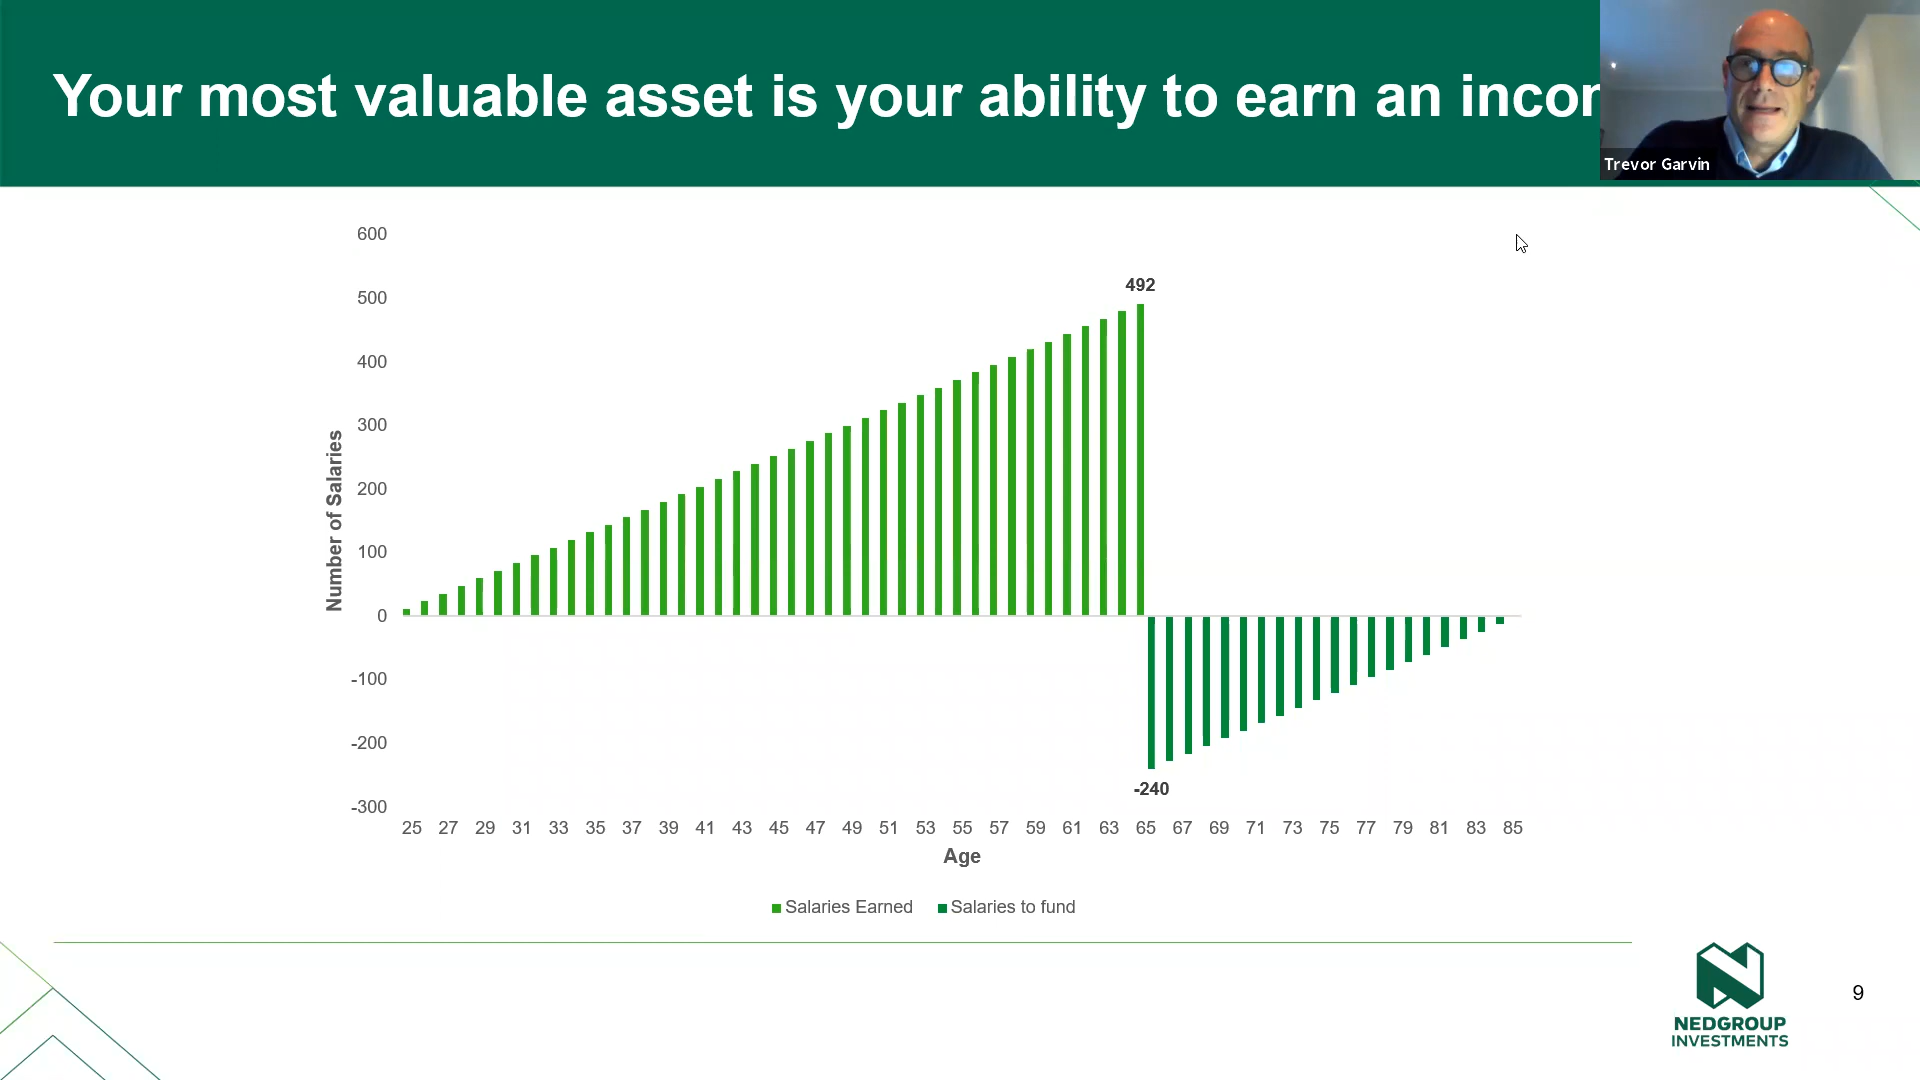 Your most valuable asset is your ability to earn an incor
Trevor Garvin
600
500
400
300
200
100
0
-100
-200
-300
Number of Salaries
492
-240
25 27 29 31 33 35 37 39 41 43 45 47 49 51 53 55 57 59 61 63 65 67 69 71 73 75 77 79 81 83 85
Age
Salaries Earned Salaries to fund
NEDGROUP
INVESTMENTS
9